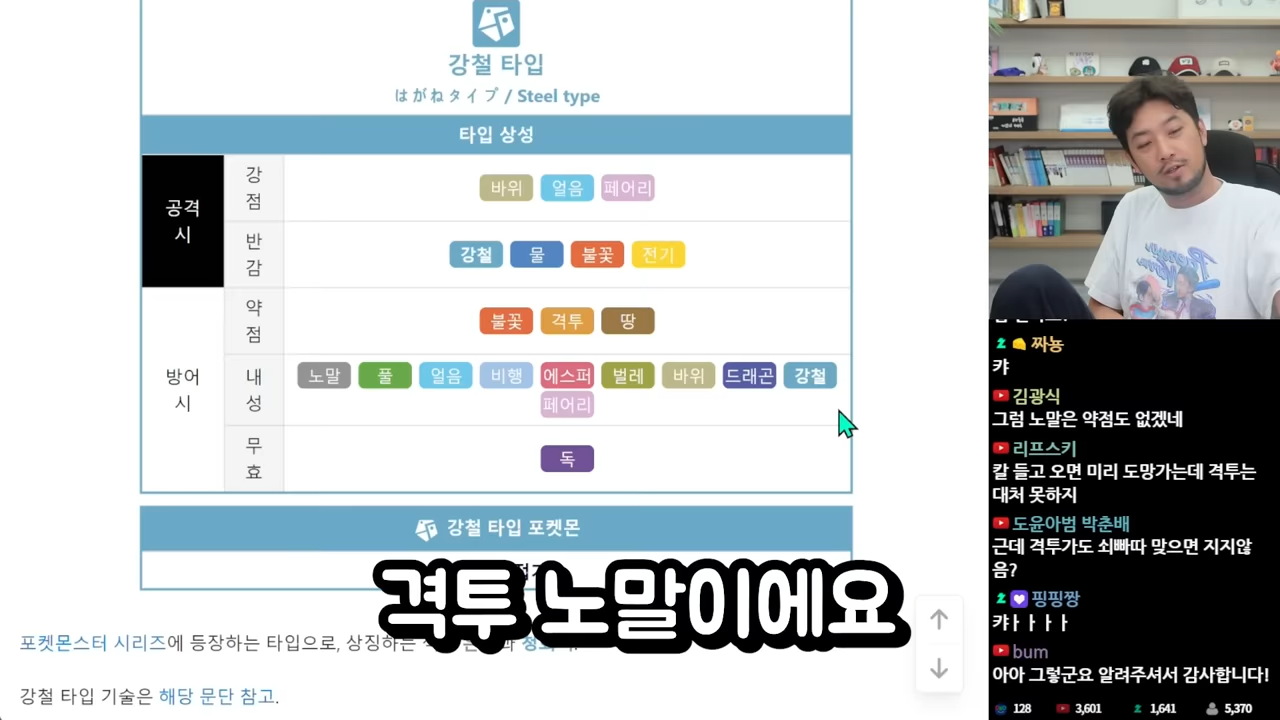 강철 타입
はがねタイプ / Steel type
타입 상성
공격
시
강
점
바위 얼음 페어리
반
감
강철 물 불꽃 전기
방어
시
약
점
불꽃 격투 땅
내
성
노말 풀 얼음 비행 에스퍼 벌레 바위 드래곤 강철
페어리
무
효
독
강철 타입 포켓몬
격투 노말이에요
포켓몬스터 시리즈에 등장하는 타입으로, 상징하는
강철 타입 기술은 해당 문단 참고.
짜뇽
캬
김광식
그럼 노말은 약점도 없겠네
리프스키
칼 들고 오면 미리 도망가는데 격투는
대처 못하지
도윤아범 박춘배
근데 격투가도 쇠빠따 맞으면 지지않
음?
핑핑짱
캬ㅑㅑㅑㅑ
bum
아아 그렇군요 알려주셔서 감사합니다!
128 3,601 1,641 5,370